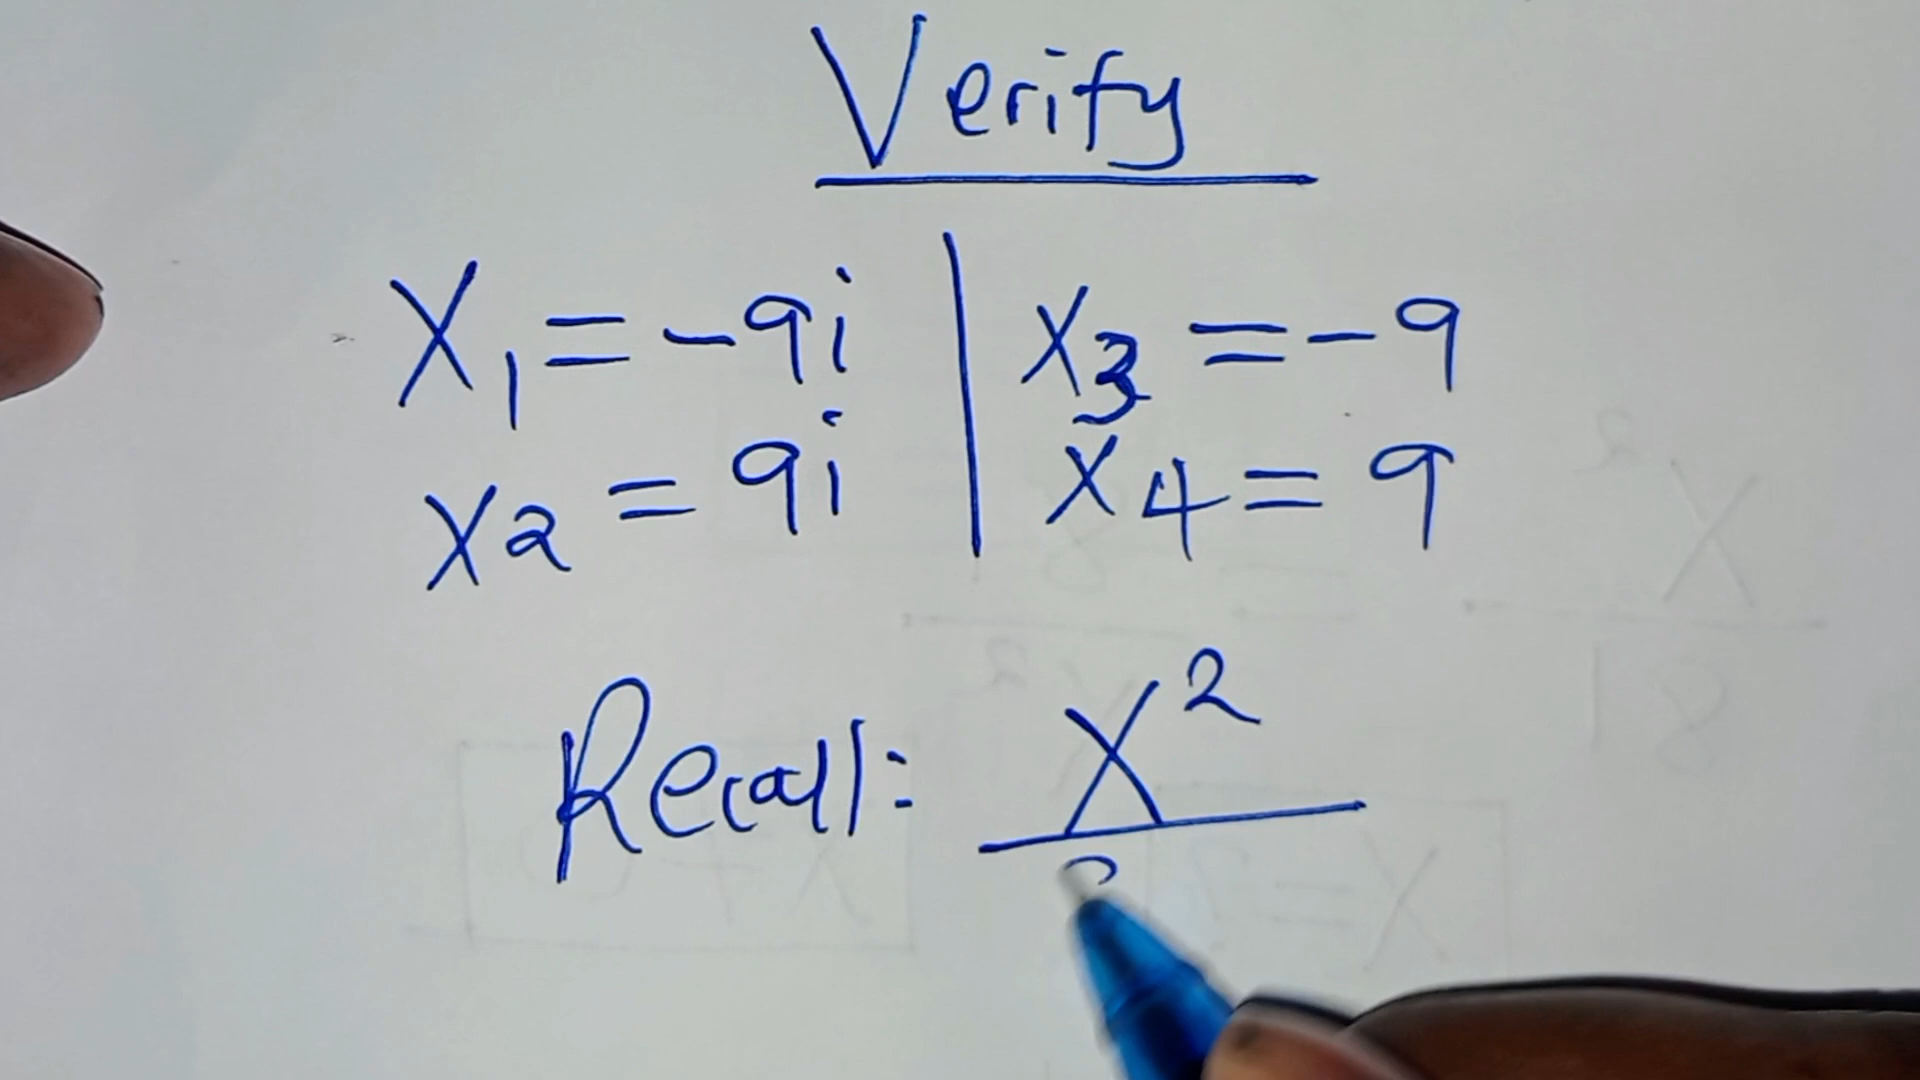 Verify
X₁ = -9i | x₃ = -9
x₂ = 9i | x₄ = 9
Recall: X²